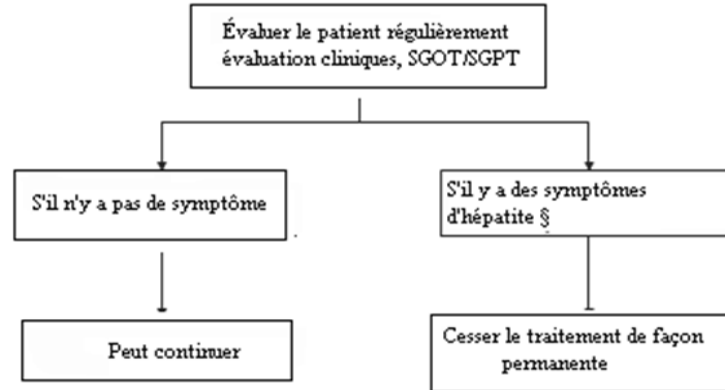 Évaluer le patient régulièrement
évaluation cliniques, SGOT/SGPT
S'il n'y a pas de symptôme
S'il y a des symptômes
d'hépatite §
Peut continuer
Cesser le traitement de façon
permanente